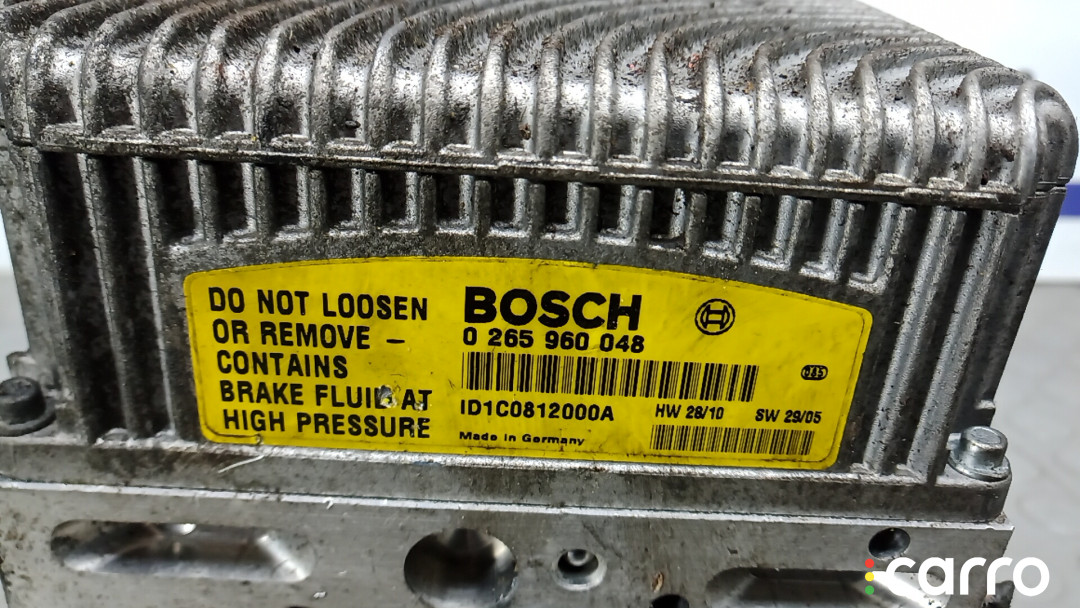 DO NOT LOOSEN
OR REMOVE –
CONTAINS
BRAKE FLUID AT
HIGH PRESSURE
BOSCH
0 265 960 048
ID1C0812000A
HW 28/10 SW 29/05
Made in Germany
carro